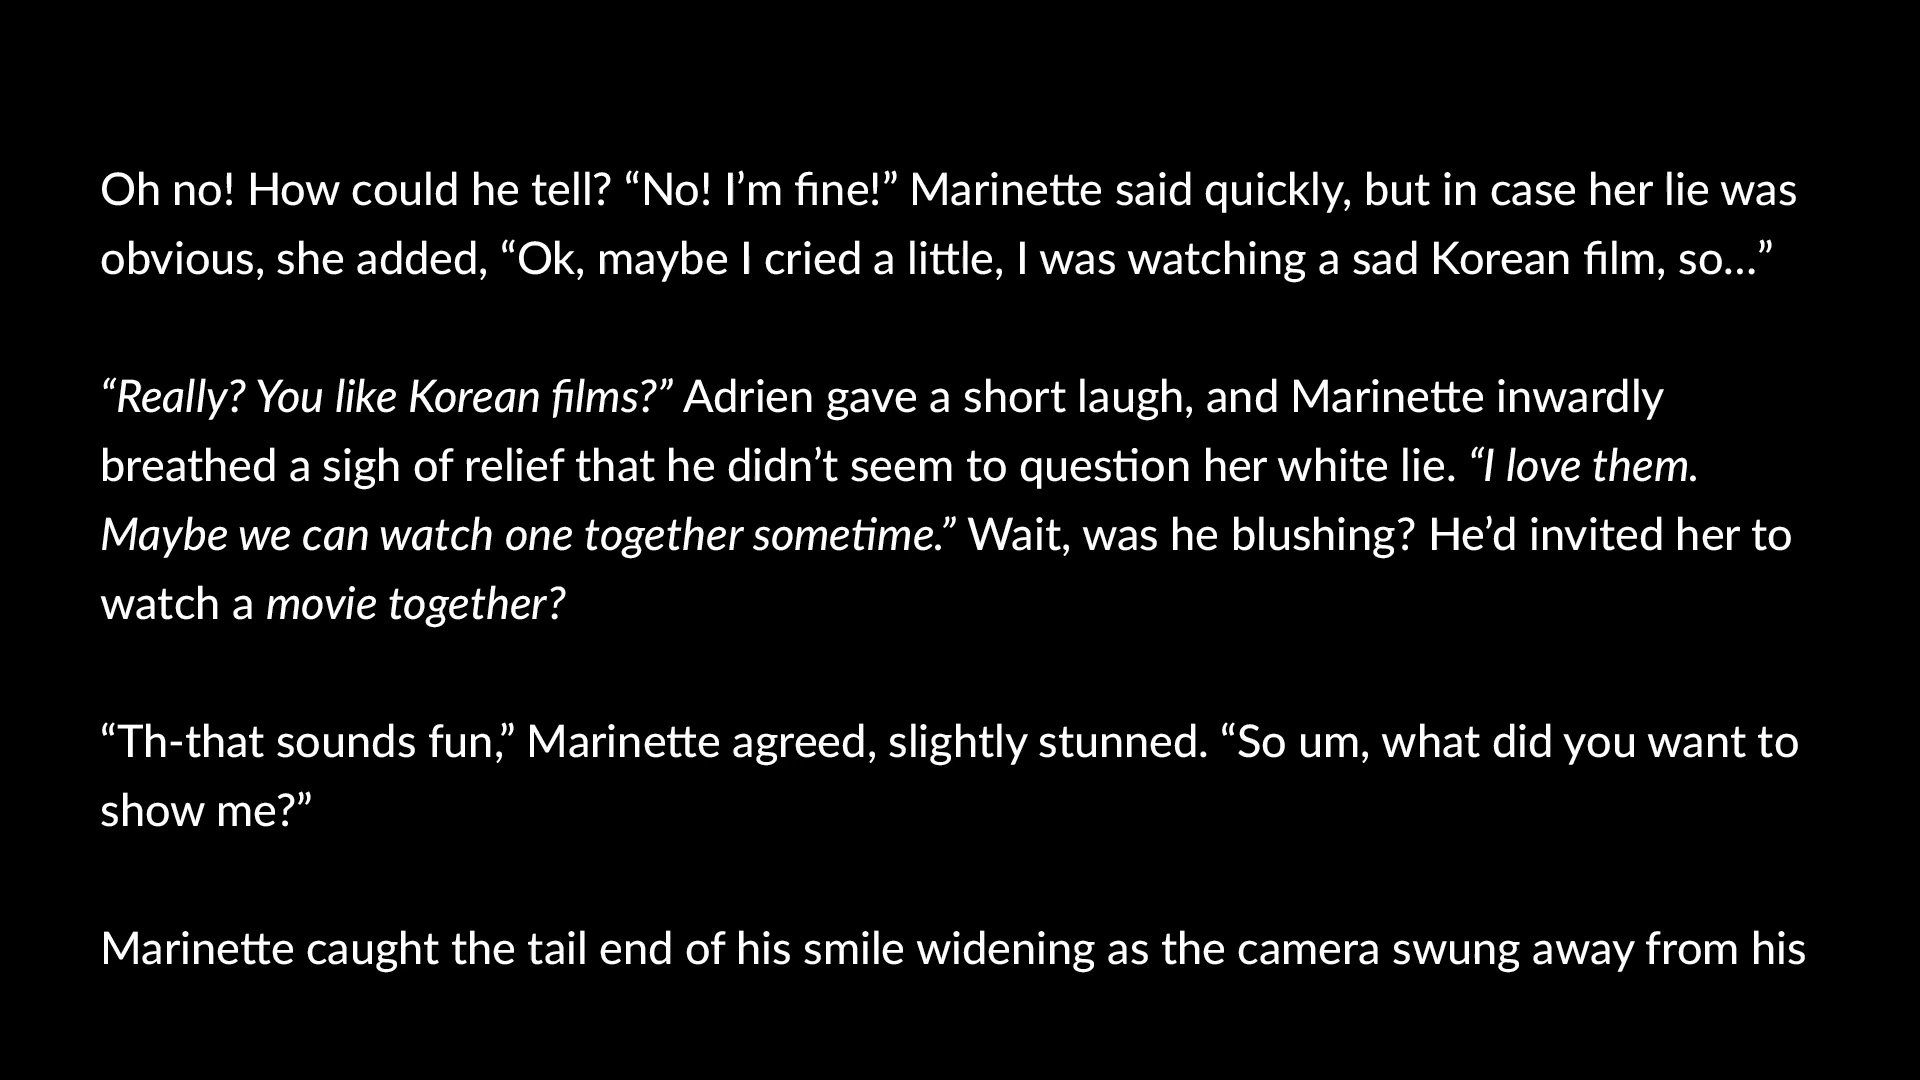 Oh no! How could he tell? “No! I’m fine!” Marinette said quickly, but in case her lie was
obvious, she added, “Ok, maybe I cried a little, I was watching a sad Korean film, so…”
“Really? You like Korean films?” Adrien gave a short laugh, and Marinette inwardly
breathed a sigh of relief that he didn’t seem to question her white lie. “I love them.
Maybe we can watch one together sometime.” Wait, was he blushing? He’d invited her to
watch a movie together?
“Th-that sounds fun,” Marinette agreed, slightly stunned. “So um, what did you want to
show me?”
Marinette caught the tail end of his smile widening as the camera swung away from his